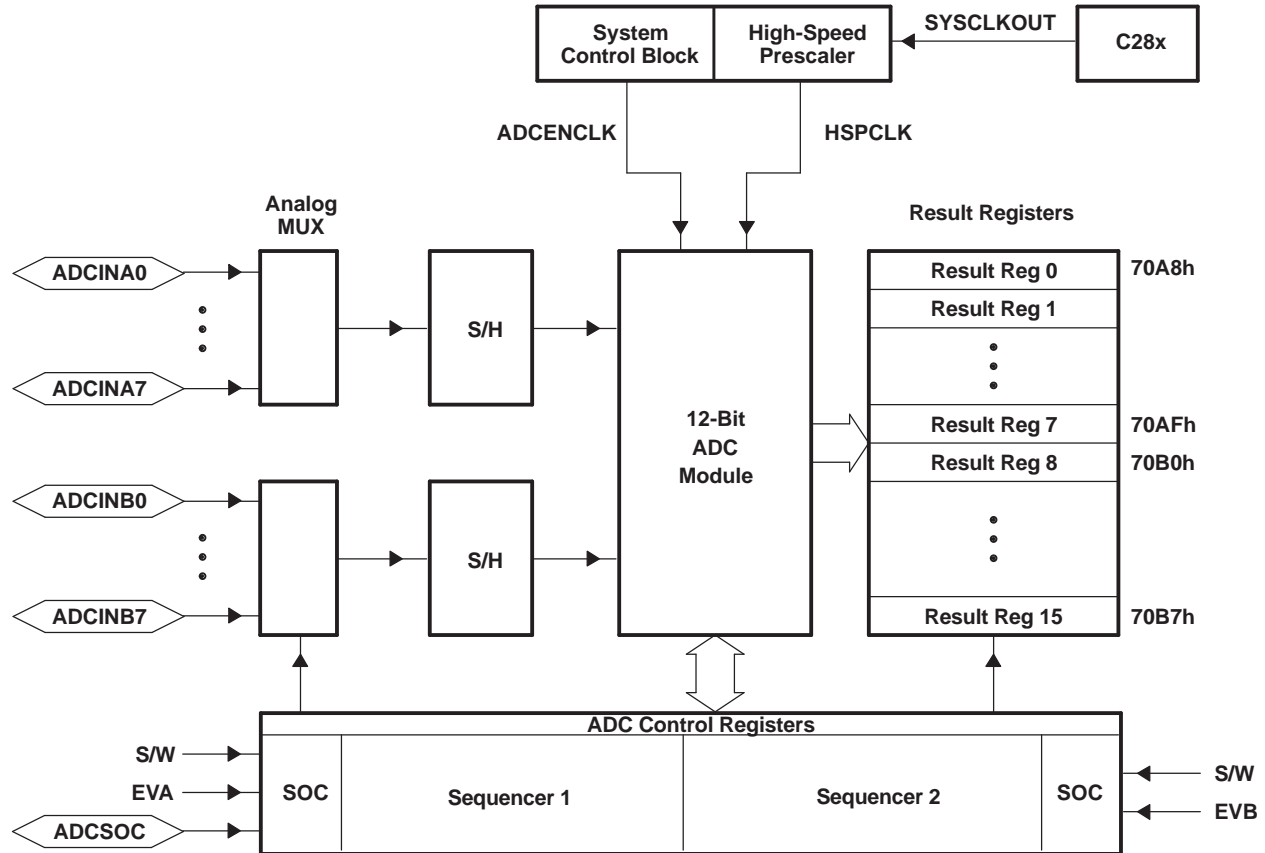 System
Control Block
High-Speed
Prescaler
SYSCLKOUT
C28x
ADCENCLK
HSPCLK
Analog
MUX
Result Registers
ADCINA0
ADCINA7
S/H
ADCINB0
ADCINB7
S/H
12-Bit
ADC
Module
Result Reg 0
70A8h
Result Reg 1
Result Reg 7
70AFh
Result Reg 8
70B0h
Result Reg 15
70B7h
ADC Control Registers
S/W
EVA
ADCSOC
SOC
Sequencer 1
Sequencer 2
SOC
S/W
EVB